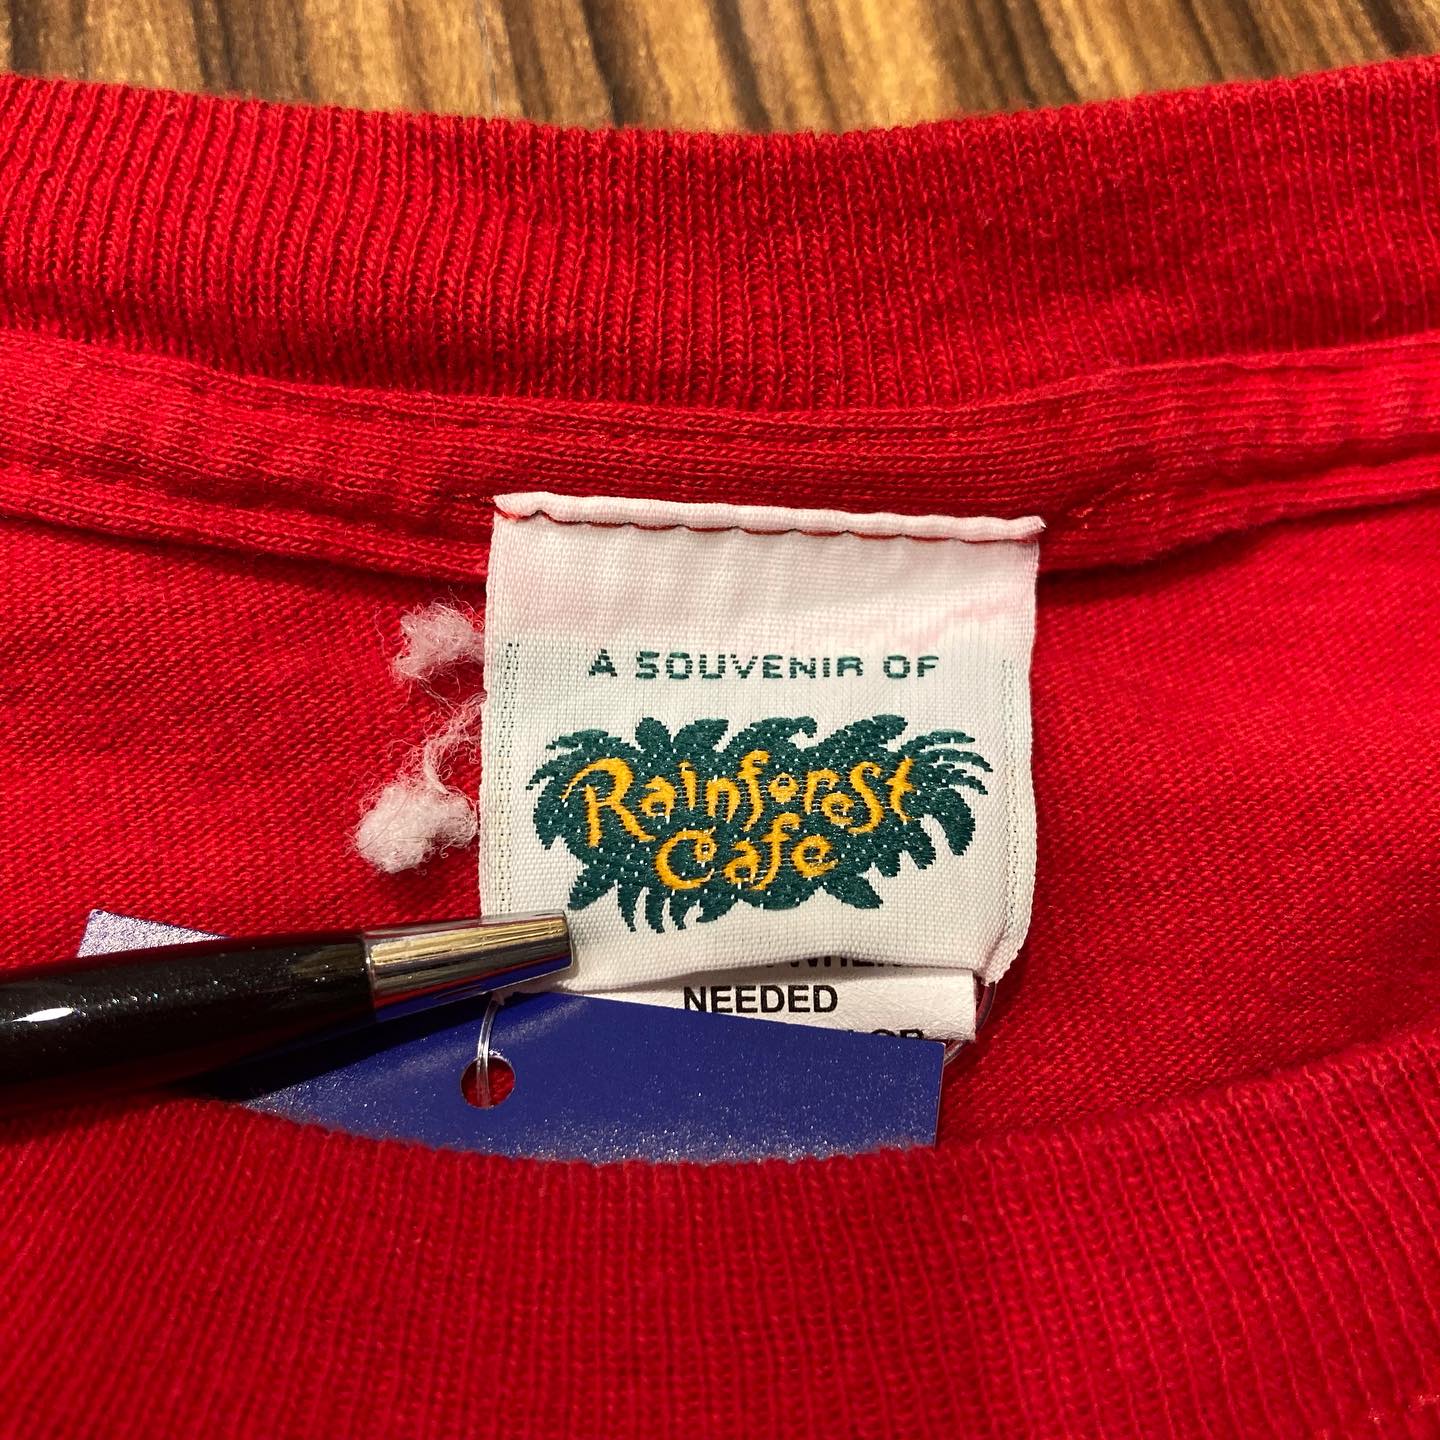 A SOUVENIR OF
Rainforest
Cafe
NEEDED